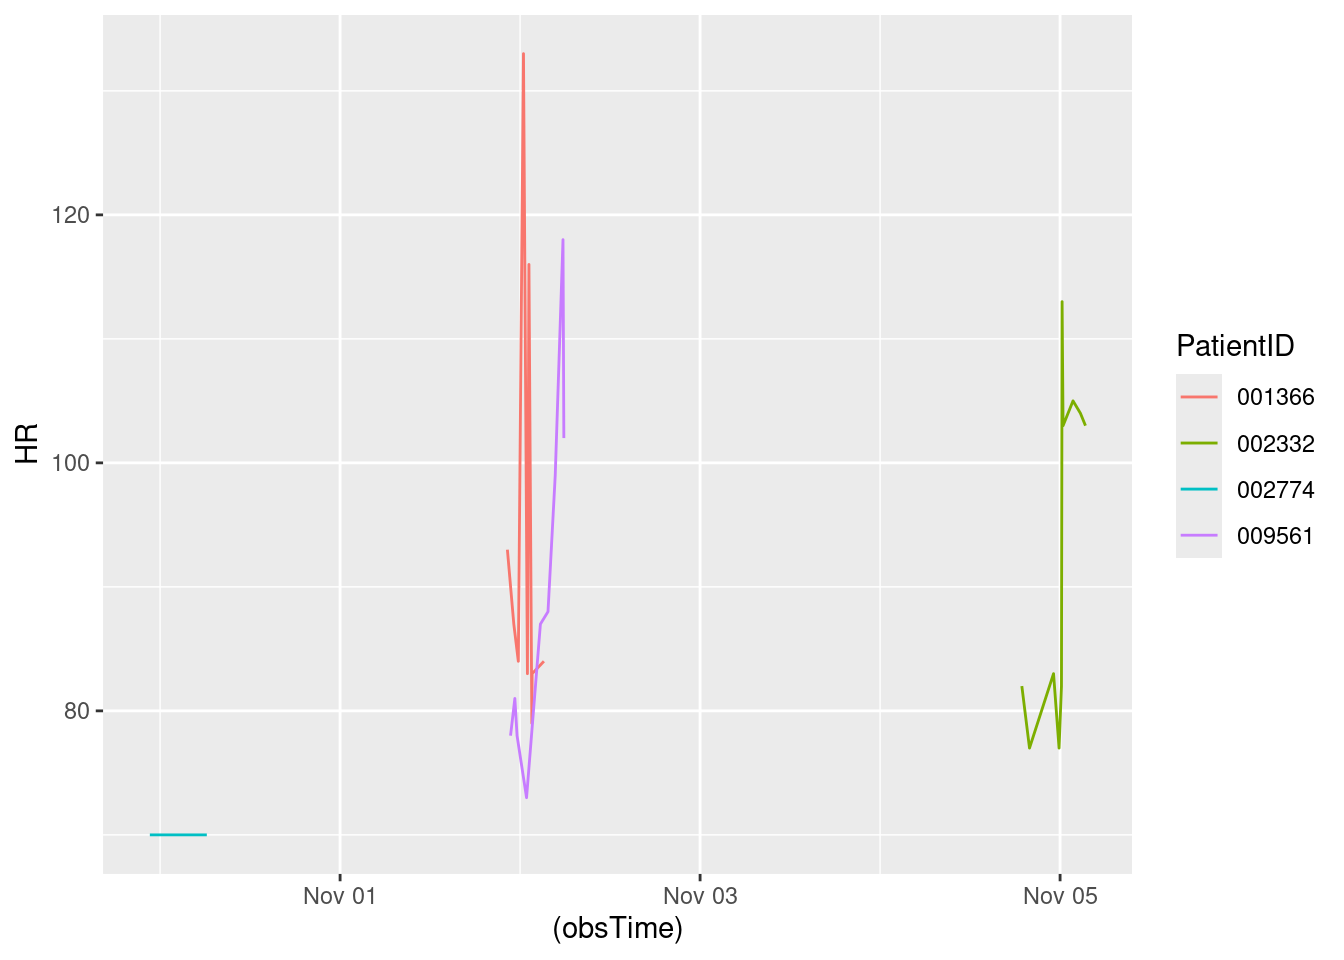 120
100
80
HR
Nov 01
Nov 03
Nov 05
(obsTime)
PatientID
001366
002332
002774
009561